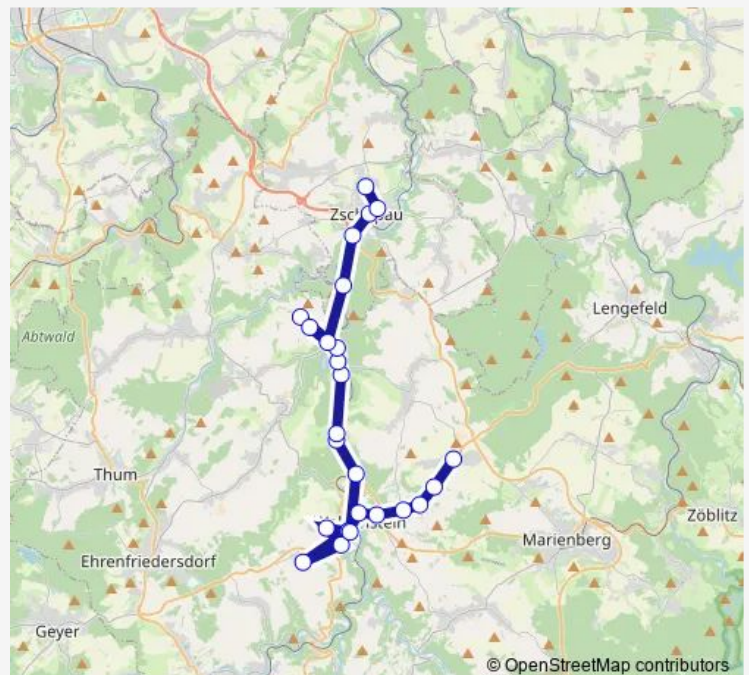 Zschopau
Lengefeld
Abtwald
Thum
Zöblitz
Marienberg
Ehrenfriedersdorf
Geyer
© OpenStreetMap contributors